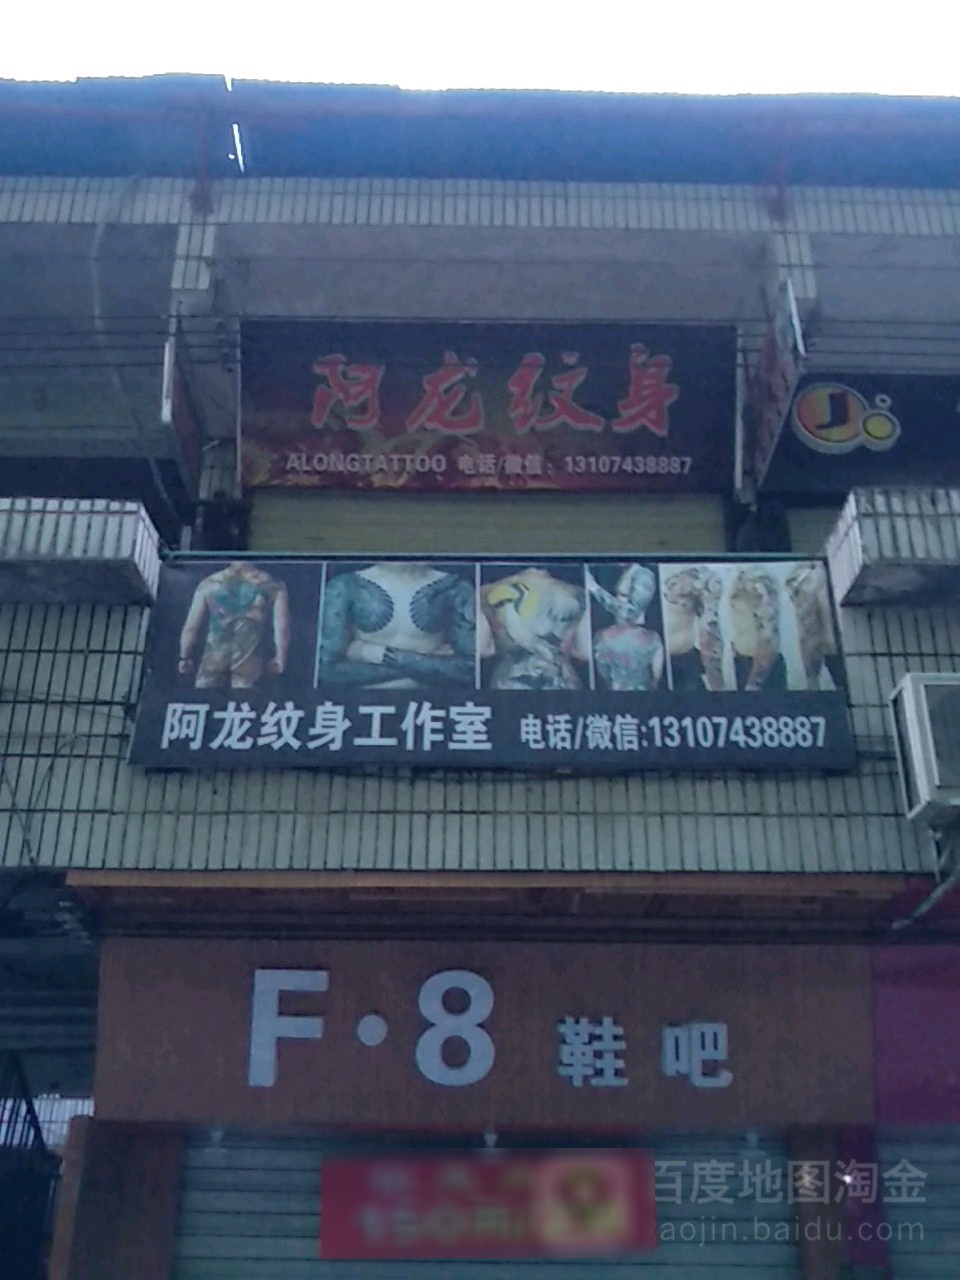 阿龙纹身
ALONGTATTOO 电话/微信：13107438887
阿龙纹身工作室 电话/微信:13107438887
F·8 鞋吧
百度地图淘金
aojin.baidu.com